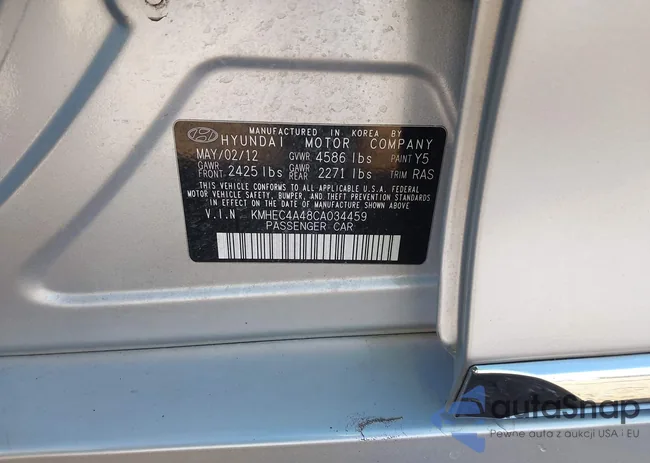 MANUFACTURED IN KOREA BY
HYUNDAI MOTOR COMPANY
MAY/02/12 GVWR 4586 lbs PAINT Y5
GAWR FRONT 2425 lbs GAWR REAR 2271 lbs TRIM RAS
THIS VEHICLE CONFORMS TO ALL APPLICABLE U.S.A. FEDERAL
MOTOR VEHICLE SAFETY, BUMPER, AND THEFT PREVENTION STANDARDS
IN EFFECT ON THE DATE OF MANUFACTURE SHOWN ABOVE.
V.I.N KMHEC4A48CA034459
PASSENGER CAR
autaSnap
Pewne auta z aukcji USA · EU